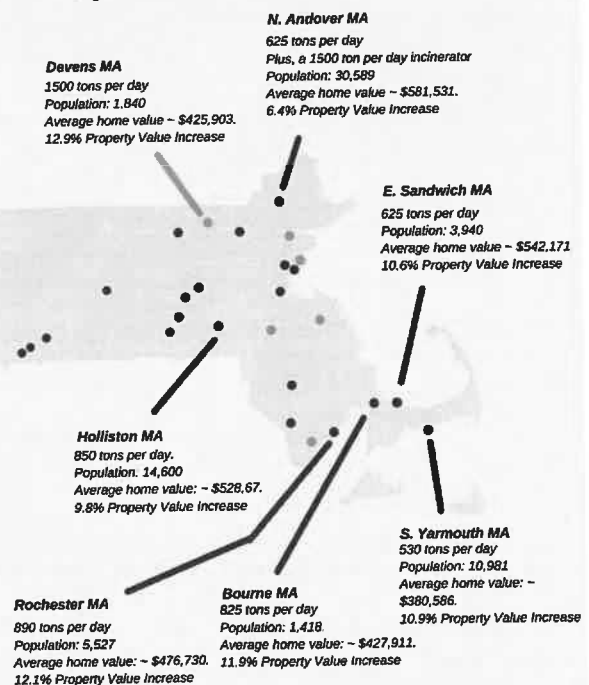 N. Andover MA
625 tons per day
Plus, a 1500 ton per day incinerator
Population: 30,589
Average home value ~ $581,531.
6.4% Property Value Increase
Devens MA
1500 tons per day
Population: 1,840
Average home value ~ $425,903.
12.9% Property Value Increase
E. Sandwich MA
625 tons per day
Population: 3,940
Average home value ~ $542,171
10.6% Property Value Increase
Holliston MA
850 tons per day.
Population. 14,600
Average home value: ~ $528,67.
9.8% Property Value Increase
S. Yarmouth MA
530 tons per day
Population: 10,981
Average home value: ~
$380,586.
10.9% Property Value Increase
Rochester MA
890 tons per day
Population: 5,527
Average home value: ~ $476,730.
12.1% Property Value Increase
Bourne MA
825 tons per day
Population: 1,418.
Average home value: ~ $427,911.
11.9% Property Value Increase